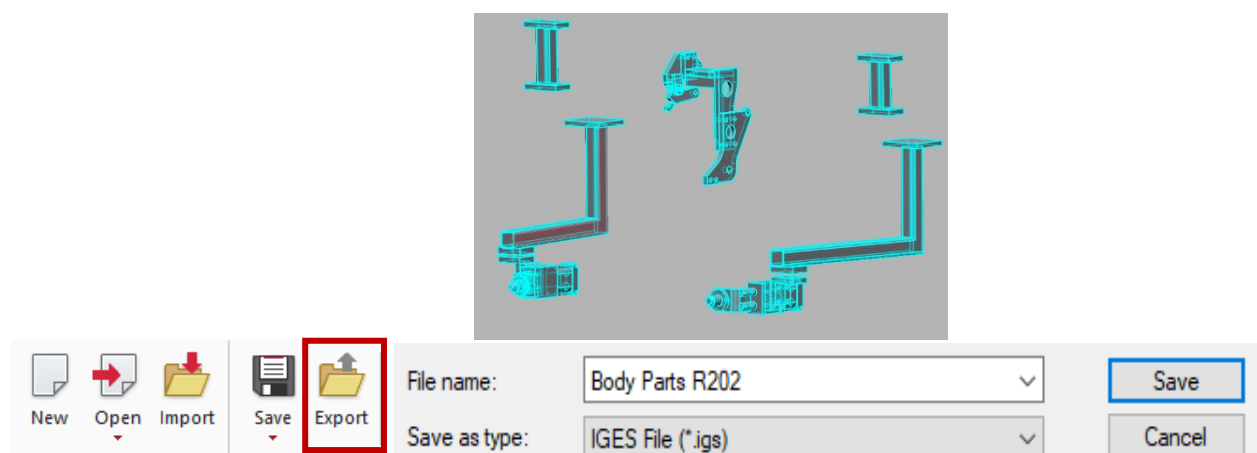 New Open Import Save Export
File name: Body Parts R202 Save
Save as type: IGES File (*.igs) Cancel